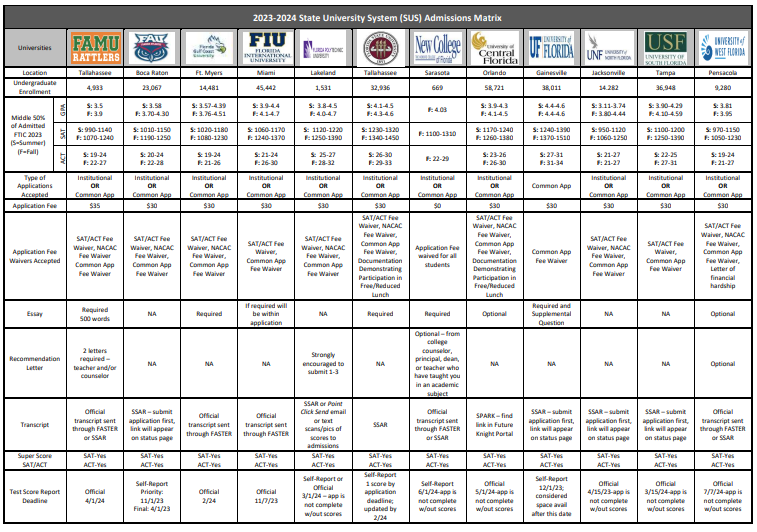 2023-2024 State University System (SUS) Admissions Matrix
Universities
FAMU
RATTLERS
FAU
Florida
Gulf Coast
University
FIU
FLORIDA
INTERNATIONAL
UNIVERSITY
FLORIDA POLYTECHNIC
UNIVERSITY
New College
of FLORIDA
University of
Central
Florida
UF UNIVERSITY of
FLORIDA
UNF
UNIVERSITY of
NORTH FLORIDA
USF
UNIVERSITY OF
SOUTH FLORIDA
UNIVERSITY of
WEST FLORIDA
Location Tallahassee Boca Raton Ft. Myers Miami Lakeland Tallahassee Sarasota Orlando Gainesville Jacksonville Tampa Pensacola
Undergraduate
Enrollment
4,933 23,067 14,481 45,442 1,531 32,936 669 58,721 38,011 14.282 36,948 9,280
Middle 50%
of Admitted
FTIC 2023
(S=Summer)
(F=Fall)
GPA
S: 3.5 S: 3.58 S: 3.57-4.39 S: 3.9-4.4 S: 3.8-4.5 S: 4.1-4.5 F: 4.03 S: 3.9-4.3 S: 4.4-4.6 S: 3.11-3.74 S: 3.90-4.29 S: 3.81
F: 3.9 F: 3.70-4.30 F: 3.76-4.51 F: 4.1-4.7 F: 4.0-4.7 F: 4.3-4.6 F: 4.1-4.5 F: 4.4-4.6 F: 3.80-4.44 F: 4.10-4.59 F: 3.95
SAT
S: 990-1140 S: 1010-1150 S: 1020-1180 S: 1060-1170 S: 1120-1220 S: 1230-1320 F: 1100-1310 S: 1170-1240 S: 1240-1390 S: 950-1120 S: 1100-1200 S: 970-1150
F: 1070-1240 F: 1190-1250 F: 1080-1230 F: 1240-1370 F: 1250-1390 F: 1340-1450 F: 1260-1380 F: 1370-1510 F: 1060-1250 F: 1250-1390 F: 1050-1230
ACT
S: 19-24 S: 20-24 S: 19-24 S: 21-24 S: 25-27 S: 26-30 F: 22-29 S: 23-26 S: 27-31 S: 21-27 S: 22-25 S: 19-24
F: 22-27 F: 22-28 F: 21-26 F: 26-30 F: 28-32 F: 29-33 F: 26-30 F: 31-34 F: 21-27 F: 27-31 F: 21-27
Type of
Applications
Accepted
Institutional Institutional Institutional Institutional Institutional Institutional Institutional Institutional Common App Institutional Institutional Institutional
OR OR OR OR OR OR OR OR OR OR OR
Common App Common App Common App Common App Common App Common App Common App Common App Common App Common App Common App
Application Fee $35 $30 $30 $30 $30 $30 $0 $30 $30 $30 $30 $30
Application Fee
Waivers Accepted
SAT/ACT Fee
Waiver, NACAC
Fee Waiver,
Common App
Fee Waiver
SAT/ACT Fee
Waiver, NACAC
Fee Waiver,
Common App
Fee Waiver
SAT/ACT Fee
Waiver, NACAC
Fee Waiver,
Common App
Fee Waiver
SAT/ACT Fee
Waiver,
Common App
Fee Waiver
SAT/ACT Fee
Waiver, NACAC
Fee Waiver,
Common App
Fee Waiver
SAT/ACT Fee
Waiver, NACAC
Fee Waiver,
Common App
Fee Waiver,
Documentation
Demonstrating
Participation in
Free/Reduced
Lunch
Application Fee
waived for all
students
SAT/ACT Fee
Waiver, NACAC
Fee Waiver,
Common App
Fee Waiver,
Documentation
Demonstrating
Participation in
Free/Reduced
Lunch
Common App
Fee Waiver
SAT/ACT Fee
Waiver, NACAC
Fee Waiver,
Common App
Fee Waiver
SAT/ACT Fee
Waiver, NACAC
Fee Waiver,
Common App
Fee Waiver
SAT/ACT Fee
Waiver, NACAC
Fee Waiver,
Common App
Fee Waiver,
Letter of
financial
hardship
Essay
Required
500 words
NA
Required
If required will
be within
application
NA
Required
Required
Optional
Required and
Supplemental
Question
NA
NA
Optional
Recommendation
Letter
2 letters
required –
teacher and/or
counselor
NA
NA
NA
Strongly
encouraged to
submit 1-3
NA
Optional – from
college
counselor,
principal, dean,
or teacher who
have taught you
in an academic
subject
NA
NA
NA
NA
Optional
Transcript
Official
transcript sent
through FASTER
or SSAR
SSAR – submit
application first,
link will appear
on status page
Official
transcript sent
through FASTER
Official
transcript sent
through FASTER
SSAR or Point
Click Send email
or text
scans/pics of
scores to
admissions
SSAR
Official
transcript sent
through FASTER
or SSAR
SPARK – find
link in Future
Knight Portal
SSAR – submit
application first,
link will appear
on status page
SSAR – submit
application first,
link will appear
on status page
SSAR – submit
application first,
link will appear
on status page
Official
transcript sent
through FASTER
or SSAR
Super Score SAT-Yes SAT-Yes SAT-Yes SAT-Yes SAT-Yes SAT-Yes SAT-Yes SAT-Yes SAT-Yes SAT-Yes SAT-Yes SAT-Yes
SAT/ACT ACT-Yes ACT-Yes ACT-Yes ACT-Yes ACT-Yes ACT-Yes ACT-Yes ACT-Yes ACT-Yes ACT-Yes ACT-Yes ACT-Yes
Test Score Report
Deadline
Official
4/1/24
Self-Report
Priority:
11/1/23
Final: 4/1/23
Official
2/24
Official
11/7/23
Self-Report or
Official
3/1/24 – app is
not complete
w/out scores
Self-Report
1 score by
application
deadline;
updated by
2/24
Self-Report
6/1/24-app is
not complete
w/out scores
Official
5/1/24-app is
not complete
w/out scores
Self-Report
12/1/23;
considered
space avail
after this date
Official
4/15/23-app is
not complete
w/out scores
Official
3/15/24-app is
not complete
w/out scores
Official
7/7/24-app is
not complete
w/out scores